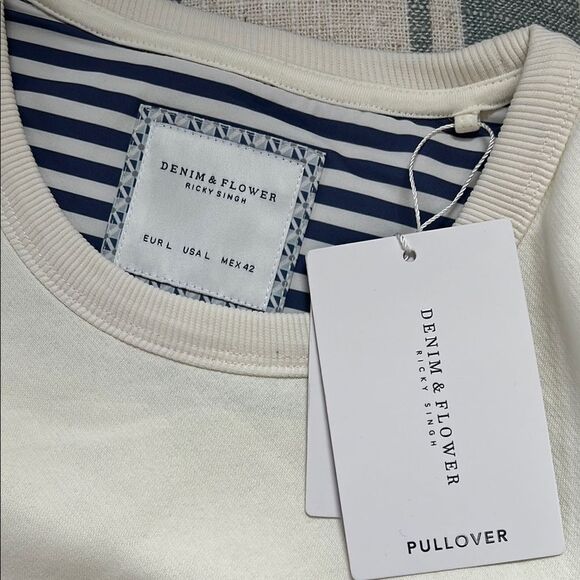 DENIM & FLOWER
RICKY SINGH
EUR L USA L MEX 42
DENIM & FLOWER
RICKY SINGH
PULLOVER